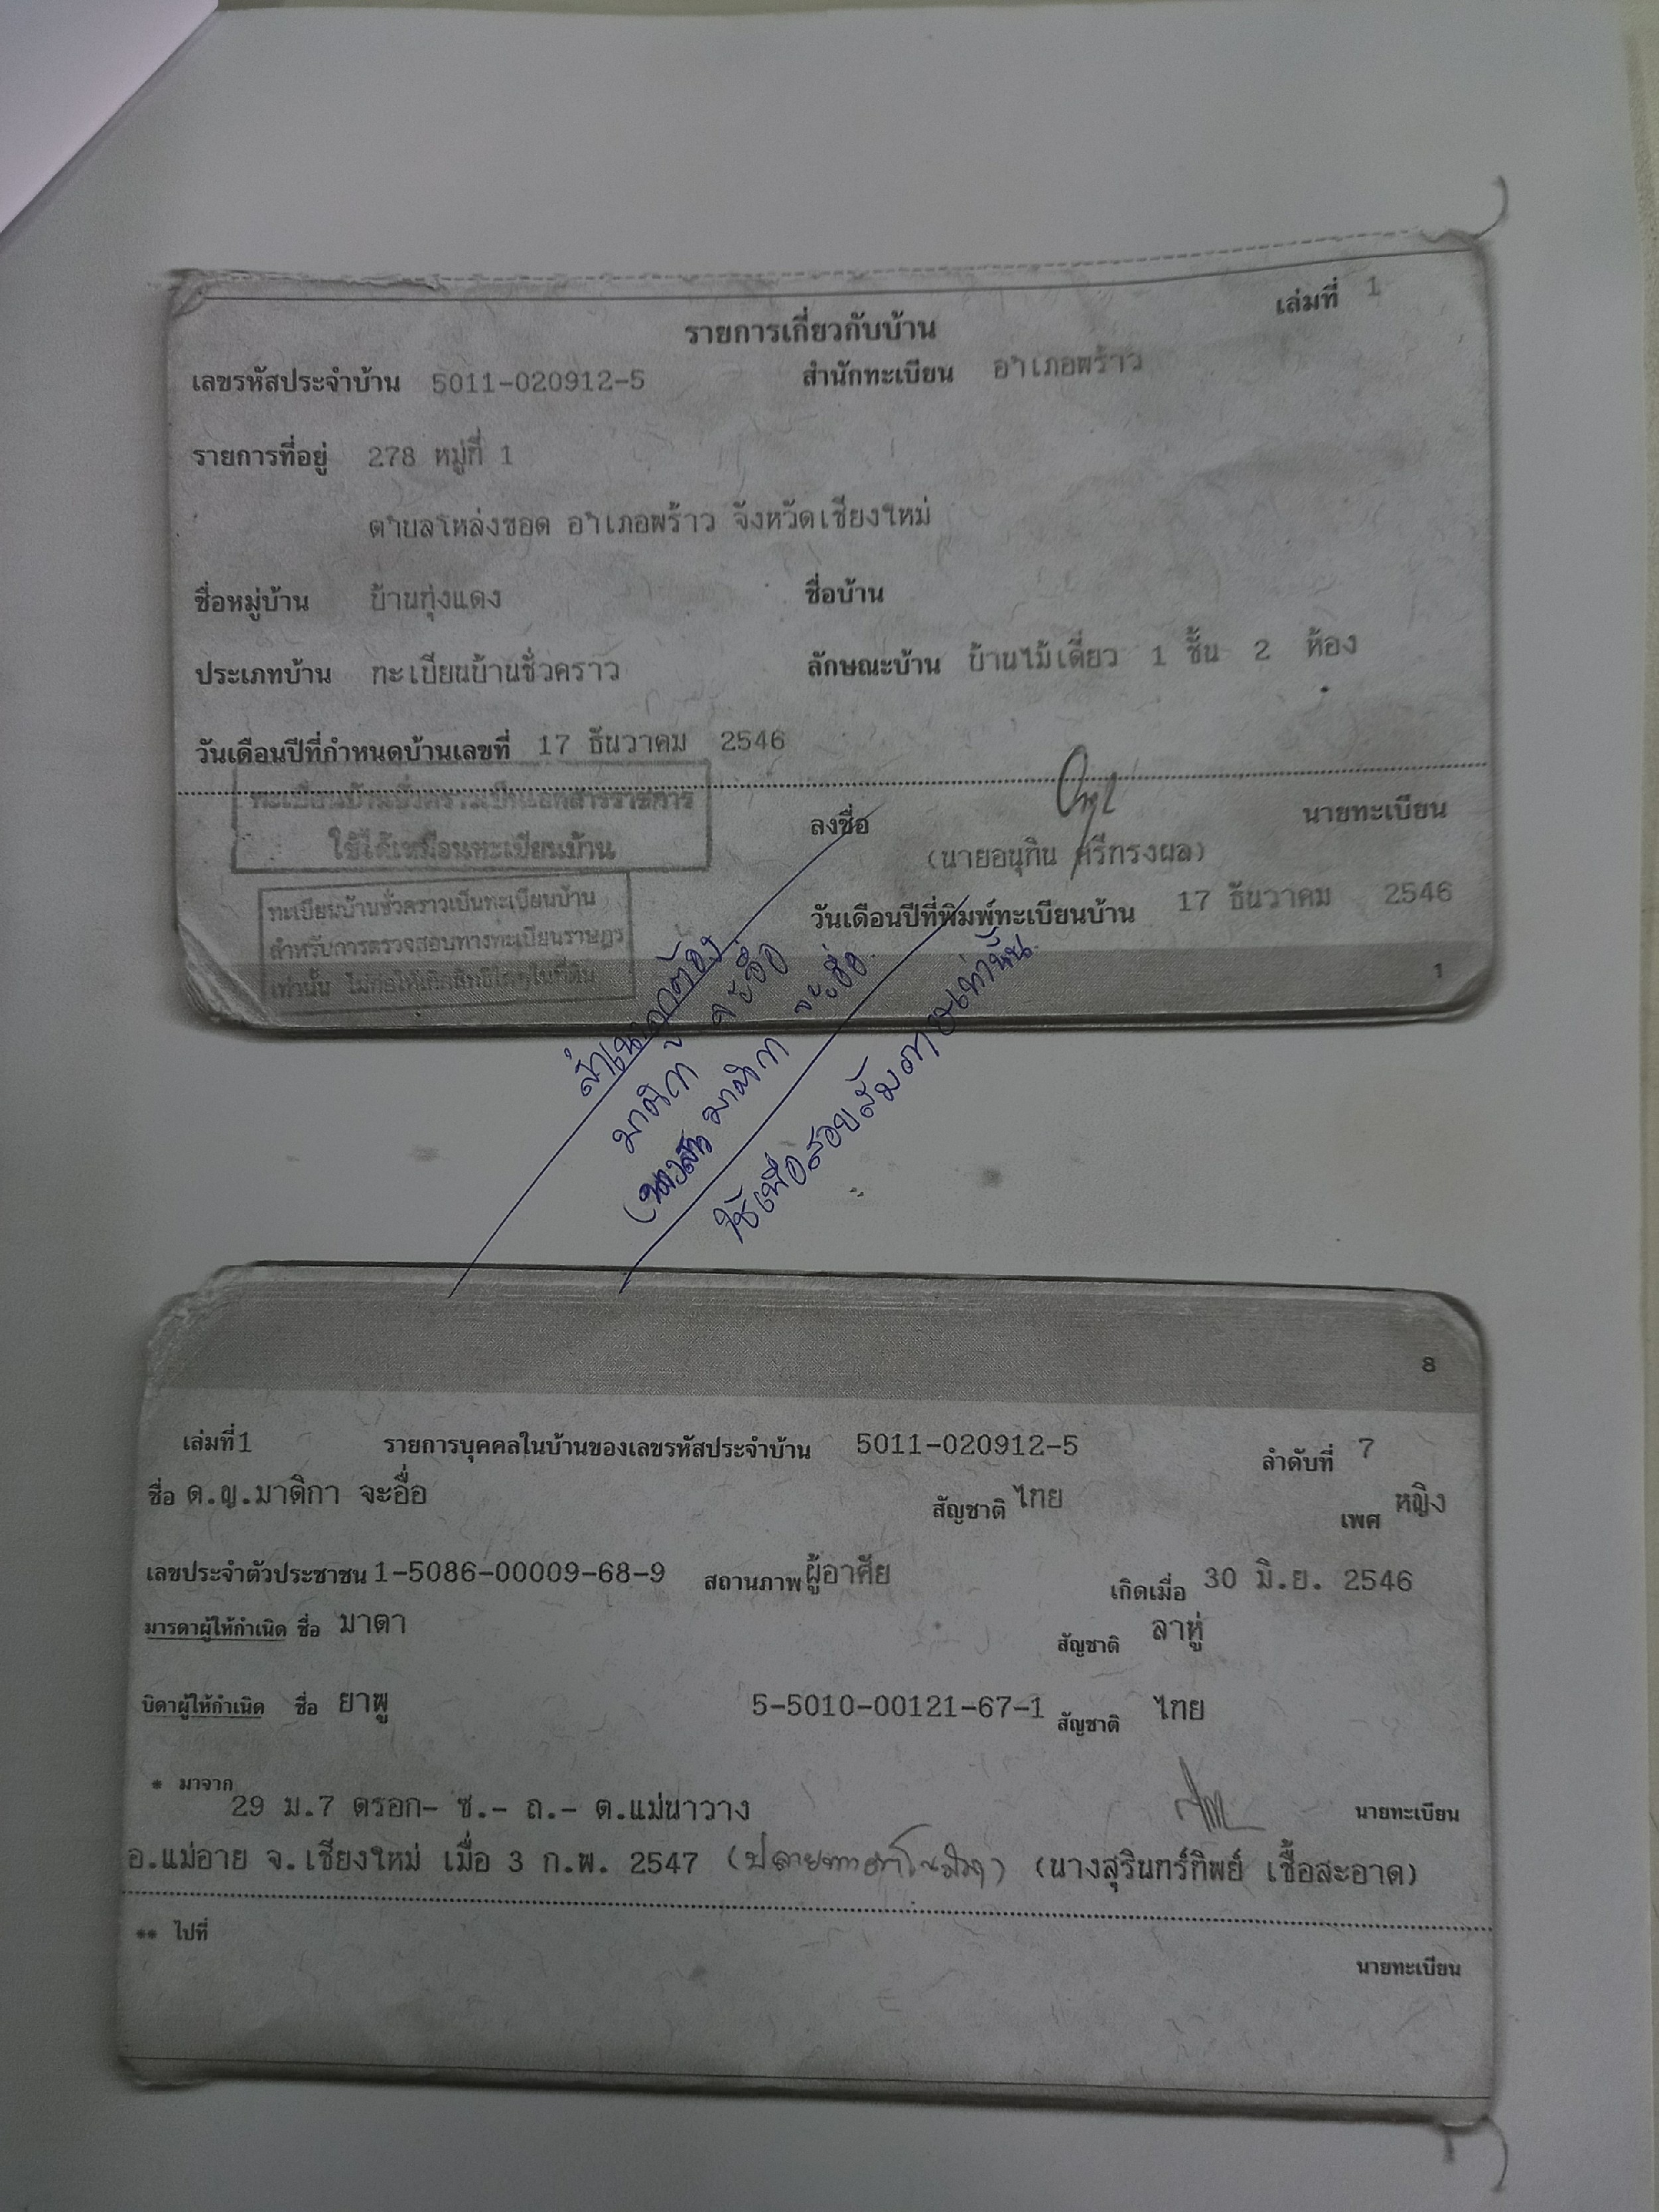 เล่มที่ 1
รายการเกี่ยวกับบ้าน
เลขรหัสประจำบ้าน 5011-020912-5 สำนักทะเบียน อำเภอพร้าว
รายการที่อยู่ 278 หมู่ที่ 1
ตำบลโหล่งขอด อำเภอพร้าว จังหวัดเชียงใหม่
ชื่อหมู่บ้าน บ้านทุ่งแดง ชื่อบ้าน
ประเภทบ้าน ทะเบียนบ้านชั่วคราว ลักษณะบ้าน บ้านไม้เดี่ยว 1 ชั้น 2 ห้อง
วันเดือนปีที่กำหนดบ้านเลขที่ 17 ธันวาคม 2546
ทะเบียนบ้านชั่วคราวเป็นเอกสารราชการ
ใช้ได้เหมือนทะเบียนบ้าน
ลงชื่อ นายทะเบียน
(นายอนุทิน ศรีทรงผล)
วันเดือนปีที่พิมพ์ทะเบียนบ้าน 17 ธันวาคม 2546
ทะเบียนบ้านชั่วคราวเป็นทะเบียนบ้าน
สำหรับการตรวจสอบทางทะเบียนราษฎร
เท่านั้น ไม่ก่อให้เกิดสิทธิใดๆในที่ดิน
1
สำเนาถูกต้อง
มาติกา จะอื่อ
(นางสาว มาติกา จะอื่อ
ใช้เพื่อสอบสัมภาษเท่านั้น
8
เล่มที่ 1 รายการบุคคลในบ้านของเลขรหัสประจำบ้าน 5011-020912-5 ลำดับที่ 7
ชื่อ ด.ญ.มาติกา จะอื่อ สัญชาติ ไทย เพศ หญิง
เลขประจำตัวประชาชน 1-5086-00009-68-9 สถานภาพ ผู้อาศัย เกิดเมื่อ 30 มิ.ย. 2546
มารดาผู้ให้กำเนิด ชื่อ มาตา สัญชาติ ลาหู่
บิดาผู้ให้กำเนิด ชื่อ ยาพู 5-5010-00121-67-1 สัญชาติ ไทย
* มาจาก
29 ม.7 ตรอก- ซ.- ถ.- ต.แม่นาวาง นายทะเบียน
อ.แม่อาย จ.เชียงใหม่ เมื่อ 3 ก.พ. 2547 (นางสุรินทร์ทิพย์ เชื้อสะอาด)
** ไปที่
นายทะเบียน